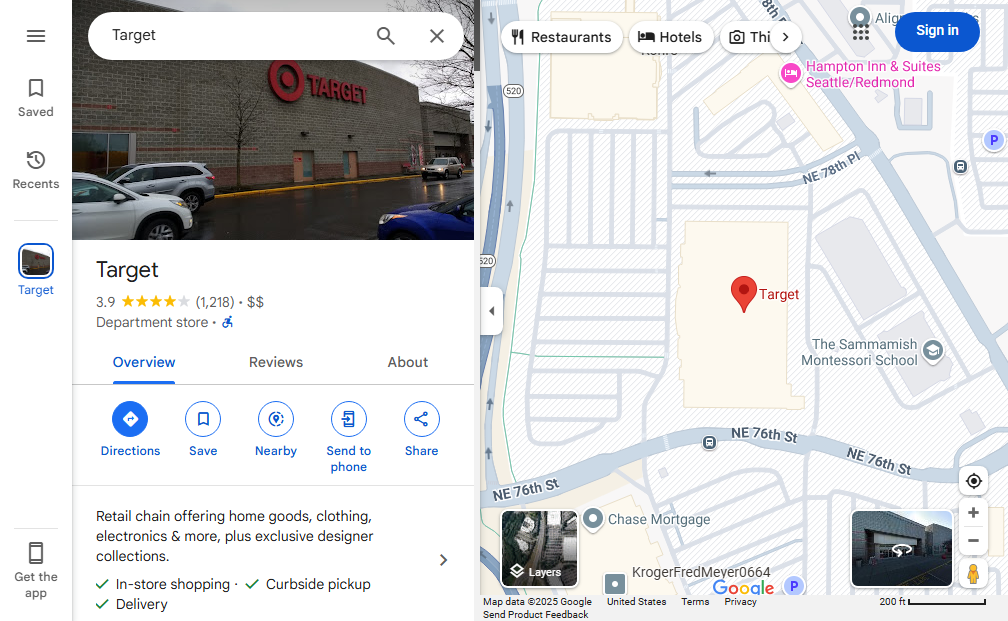 Target
Saved
Recents
Target
Get the
app
TARGET
Target
3.9 (1,218) · $$
Department store ·
Overview
Reviews
About
Directions
Save
Nearby
Send to
phone
Share
Retail chain offering home goods, clothing,
electronics & more, plus exclusive designer
collections.
In-store shopping · Curbside pickup
Delivery
Restaurants
Hotels
Thi
Sign in
78th Pl
Hampton Inn & Suites
Seattle/Redmond
520
P
NE 78th Pl
520
Target
The Sammamish
Montessori School
NE 76th St
NE 76th St
NE 76th St
Chase Mortgage
Layers
KrogerFredMeyer0664
Google
P
Map data ©2025 Google
United States
Terms
Privacy
200 ft
Send Product Feedback